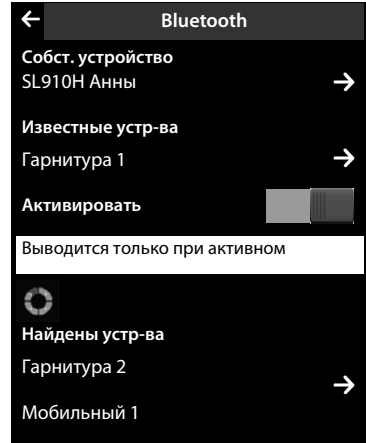 Bluetooth
Собст. устройство
SL910H Анны
Известные устр-ва
Гарнитура 1
Активировать
Выводится только при активном
Найдены устр-ва
Гарнитура 2
Мобильный 1